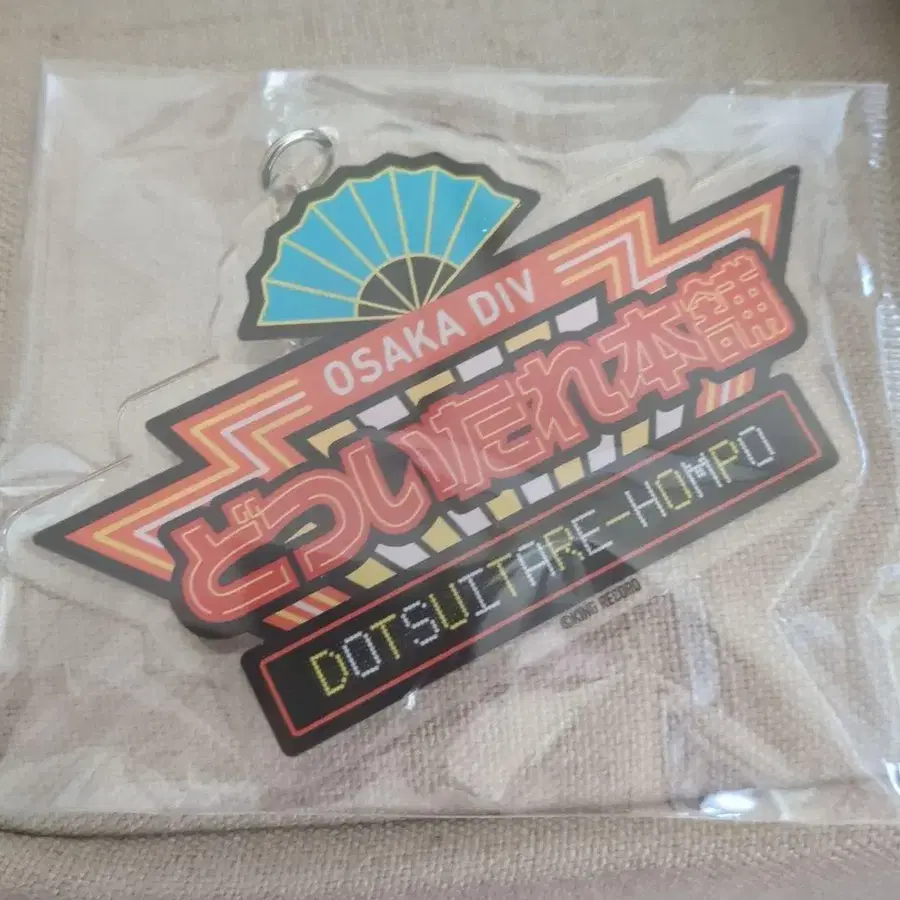 OSAKA DIV
どついたれ本舗
DOTSUITARE-HOMPO
©KING RECORD